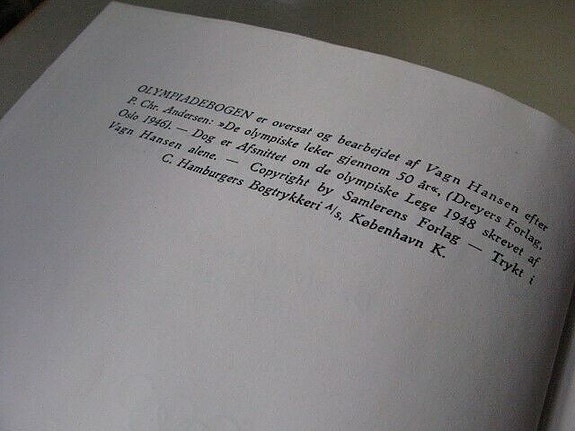 OLYMPIADEBOGEN er oversat og bearbejdet af Vagn Hansen efter
P. Chr. Andersen: »De olympiske leker gjennom 50 år«, (Dreyers Forlag,
Oslo 1946). — Dog er Afsnittet om de olympiske Lege 1948 skrevet af
Vagn Hansen alene. — Copyright by Samlerens Forlag — Trykt i
C. Hamburgers Bogtrykkeri A/s, København K.